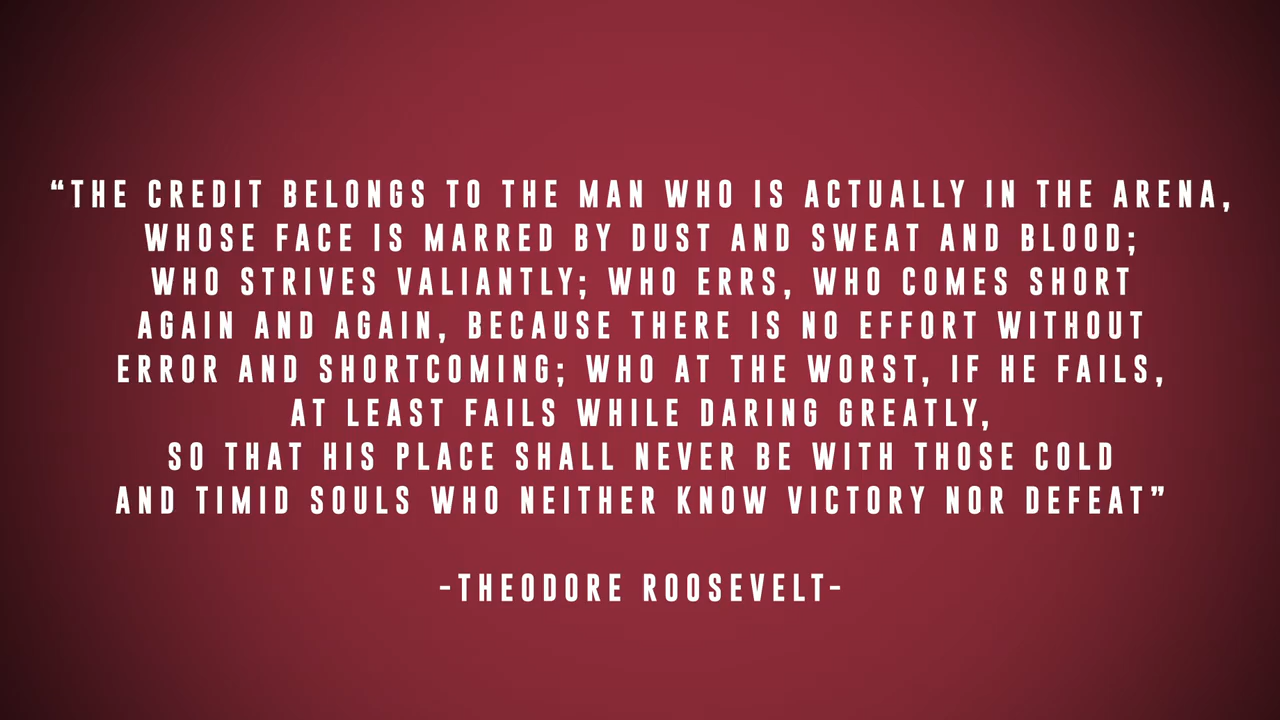 “THE CREDIT BELONGS TO THE MAN WHO IS ACTUALLY IN THE ARENA,
WHOSE FACE IS MARRED BY DUST AND SWEAT AND BLOOD;
WHO STRIVES VALIANTLY; WHO ERRS, WHO COMES SHORT
AGAIN AND AGAIN, BECAUSE THERE IS NO EFFORT WITHOUT
ERROR AND SHORTCOMING; WHO AT THE WORST, IF HE FAILS,
AT LEAST FAILS WHILE DARING GREATLY,
SO THAT HIS PLACE SHALL NEVER BE WITH THOSE COLD
AND TIMID SOULS WHO NEITHER KNOW VICTORY NOR DEFEAT”
-THEODORE ROOSEVELT-